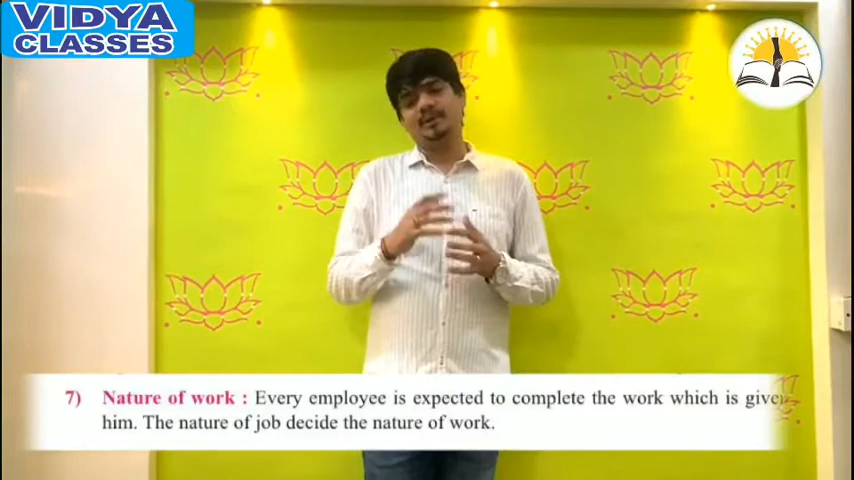 VIDYA
CLASSES
7) Nature of work : Every employee is expected to complete the work which is given
him. The nature of job decide the nature of work.